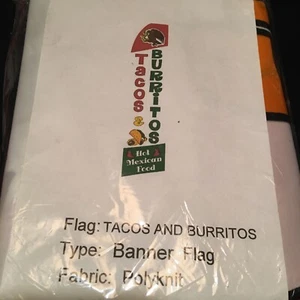 TACOS &
BURRITOS
Hot
Mexican
Food
Flag: TACOS AND BURRITOS
Type: Banner Flag
Fabric: Polyknit